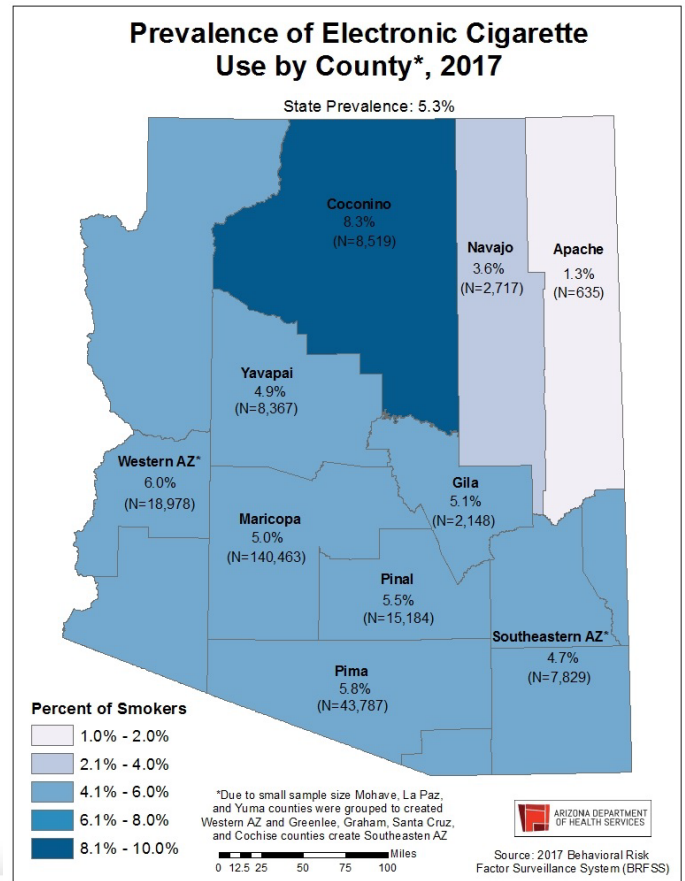 Prevalence of Electronic Cigarette
Use by County*, 2017
State Prevalence: 5.3%
Coconino
8.3%
(N=8,519)
Navajo
3.6%
(N=2,717)
Apache
1.3%
(N=635)
Yavapai
4.9%
(N=8,367)
Western AZ*
6.0%
(N=18,978)
Gila
5.1%
(N=2,148)
Maricopa
5.0%
(N=140,463)
Pinal
5.5%
(N=15,184)
Southeastern AZ*
4.7%
(N=7,829)
Pima
5.8%
(N=43,787)
Percent of Smokers
1.0% - 2.0%
2.1% - 4.0%
4.1% - 6.0%
6.1% - 8.0%
8.1% - 10.0%
*Due to small sample size Mohave, La Paz,
and Yuma counties were grouped to created
Western AZ and Greenlee, Graham, Santa Cruz,
and Cochise counties create Southeasten AZ
Miles
0 12.5 25 50 75 100
ARIZONA DEPARTMENT
OF HEALTH SERVICES
Source: 2017 Behavioral Risk
Factor Surveillance System (BRFSS)